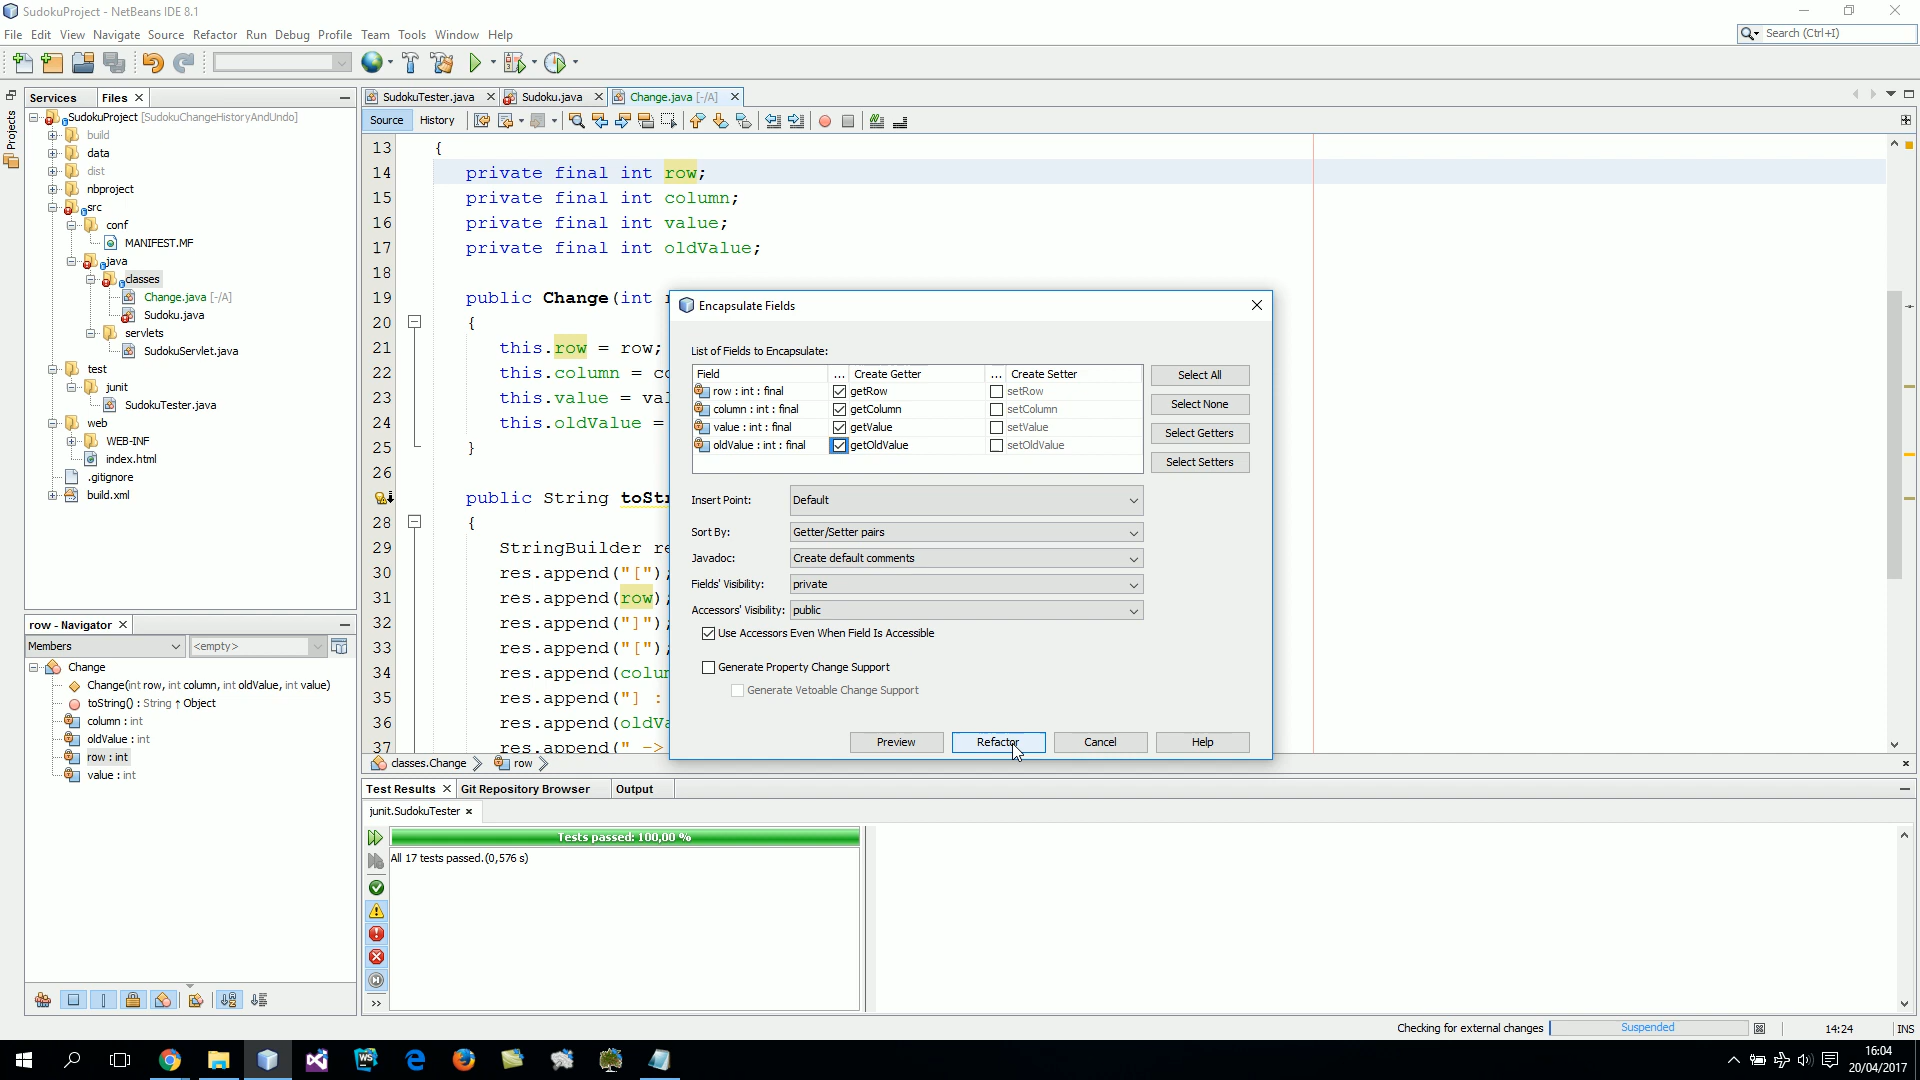 SudokuProject - NetBeans IDE 8.1
File Edit View Navigate Source Refactor Run Debug Profile Team Tools Window Help
Search (Ctrl+I)
Projects
Services Files
SudokuProject [SudokuChangeHistoryAndUndo]
build
data
dist
nbproject
src
conf
MANIFEST.MF
java
classes
Change.java [-/A]
Sudoku.java
servlets
SudokuServlet.java
test
junit
SudokuTester.java
web
WEB-INF
index.html
.gitignore
build.xml
row - Navigator
Members <empty>
Change
Change(int row, int column, int oldValue, int value)
toString() : String ↑ Object
column : int
oldValue : int
row : int
value : int
SudokuTester.java Sudoku.java Change.java [-/A]
Source History
13 {
14 private final int row;
15 private final int column;
16 private final int value;
17 private final int oldValue;
18
19 public Change(int
20 {
21 this.row = row;
22 this.column =
23 this.value =
24 this.oldValue =
25 }
26
public String
28 {
29 StringBuilder
30 res.append("[");
31 res.append(row);
32 res.append("]");
33 res.append("[");
34 res.append(
35 res.append("] :
36 res.append(
37 res.append(" ->
Encapsulate Fields
List of Fields to Encapsulate:
Field ... Create Getter ... Create Setter
row : int : final getRow setRow
column : int : final getColumn setColumn
value : int : final getValue setValue
oldValue : int : final getOldValue setOldValue
Select All
Select None
Select Getters
Select Setters
Insert Point: Default
Sort By: Getter/Setter pairs
Javadoc: Create default comments
Fields' Visibility: private
Accessors' Visibility: public
Use Accessors Even When Field Is Accessible
Generate Property Change Support
Generate Vetoable Change Support
Preview Refactor Cancel Help
classes.Change row
Test Results Git Repository Browser Output
junit.SudokuTester
Tests passed: 100,00 %
All 17 tests passed.(0,576 s)
Checking for external changes Suspended 14:24 INS
16:04
20/04/2017